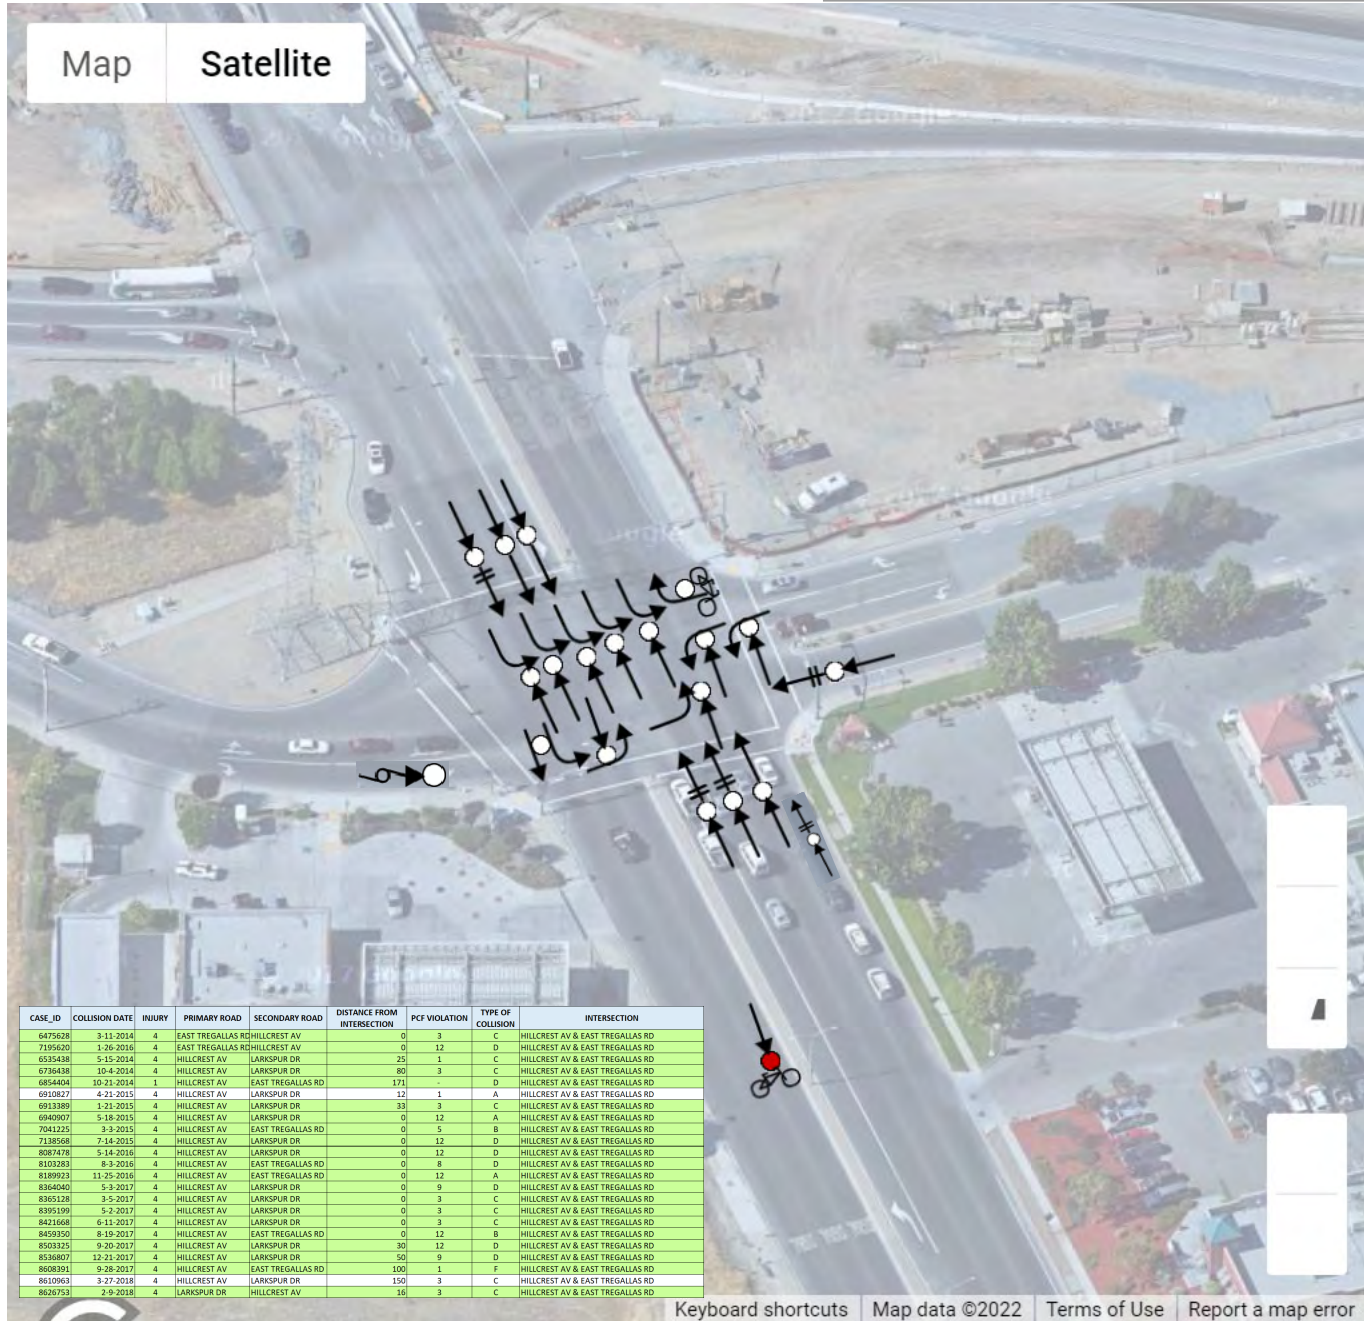 Map Satellite
CASE_ID COLLISION DATE INJURY PRIMARY ROAD SECONDARY ROAD DISTANCE FROM INTERSECTION PCF VIOLATION TYPE OF COLLISION INTERSECTION
6475628 3-11-2014 4 EAST TREGALLAS RD HILLCREST AV 0 3 C HILLCREST AV & EAST TREGALLAS RD
7195620 1-26-2016 4 EAST TREGALLAS RD HILLCREST AV 0 12 D HILLCREST AV & EAST TREGALLAS RD
6535438 5-15-2014 4 HILLCREST AV LARKSPUR DR 25 1 C HILLCREST AV & EAST TREGALLAS RD
6736438 10-4-2014 4 HILLCREST AV LARKSPUR DR 80 3 C HILLCREST AV & EAST TREGALLAS RD
6854404 10-21-2014 1 HILLCREST AV EAST TREGALLAS RD 171 - D HILLCREST AV & EAST TREGALLAS RD
6910827 4-21-2015 4 HILLCREST AV LARKSPUR DR 12 1 A HILLCREST AV & EAST TREGALLAS RD
6913389 1-21-2015 4 HILLCREST AV LARKSPUR DR 33 3 C HILLCREST AV & EAST TREGALLAS RD
6940907 5-18-2015 4 HILLCREST AV LARKSPUR DR 0 12 A HILLCREST AV & EAST TREGALLAS RD
7041225 3-3-2015 4 HILLCREST AV EAST TREGALLAS RD 0 5 B HILLCREST AV & EAST TREGALLAS RD
7138568 7-14-2015 4 HILLCREST AV LARKSPUR DR 0 12 D HILLCREST AV & EAST TREGALLAS RD
8087478 5-14-2016 4 HILLCREST AV LARKSPUR DR 0 12 D HILLCREST AV & EAST TREGALLAS RD
8103283 8-3-2016 4 HILLCREST AV EAST TREGALLAS RD 0 8 D HILLCREST AV & EAST TREGALLAS RD
8189923 11-25-2016 4 HILLCREST AV EAST TREGALLAS RD 0 12 A HILLCREST AV & EAST TREGALLAS RD
8364040 5-3-2017 4 HILLCREST AV LARKSPUR DR 0 9 D HILLCREST AV & EAST TREGALLAS RD
8365128 3-5-2017 4 HILLCREST AV LARKSPUR DR 0 3 C HILLCREST AV & EAST TREGALLAS RD
8395199 5-2-2017 4 HILLCREST AV LARKSPUR DR 0 3 C HILLCREST AV & EAST TREGALLAS RD
8421668 6-11-2017 4 HILLCREST AV LARKSPUR DR 0 3 C HILLCREST AV & EAST TREGALLAS RD
8459350 8-19-2017 4 HILLCREST AV EAST TREGALLAS RD 0 12 B HILLCREST AV & EAST TREGALLAS RD
8503325 9-20-2017 4 HILLCREST AV LARKSPUR DR 30 12 D HILLCREST AV & EAST TREGALLAS RD
8536807 12-21-2017 4 HILLCREST AV LARKSPUR DR 50 9 D HILLCREST AV & EAST TREGALLAS RD
8608391 9-28-2017 4 HILLCREST AV EAST TREGALLAS RD 100 1 F HILLCREST AV & EAST TREGALLAS RD
8610963 3-27-2018 4 HILLCREST AV LARKSPUR DR 150 3 C HILLCREST AV & EAST TREGALLAS RD
8626753 2-9-2018 4 LARKSPUR DR HILLCREST AV 16 3 C HILLCREST AV & EAST TREGALLAS RD
Keyboard shortcuts Map data ©2022 Terms of Use Report a map error